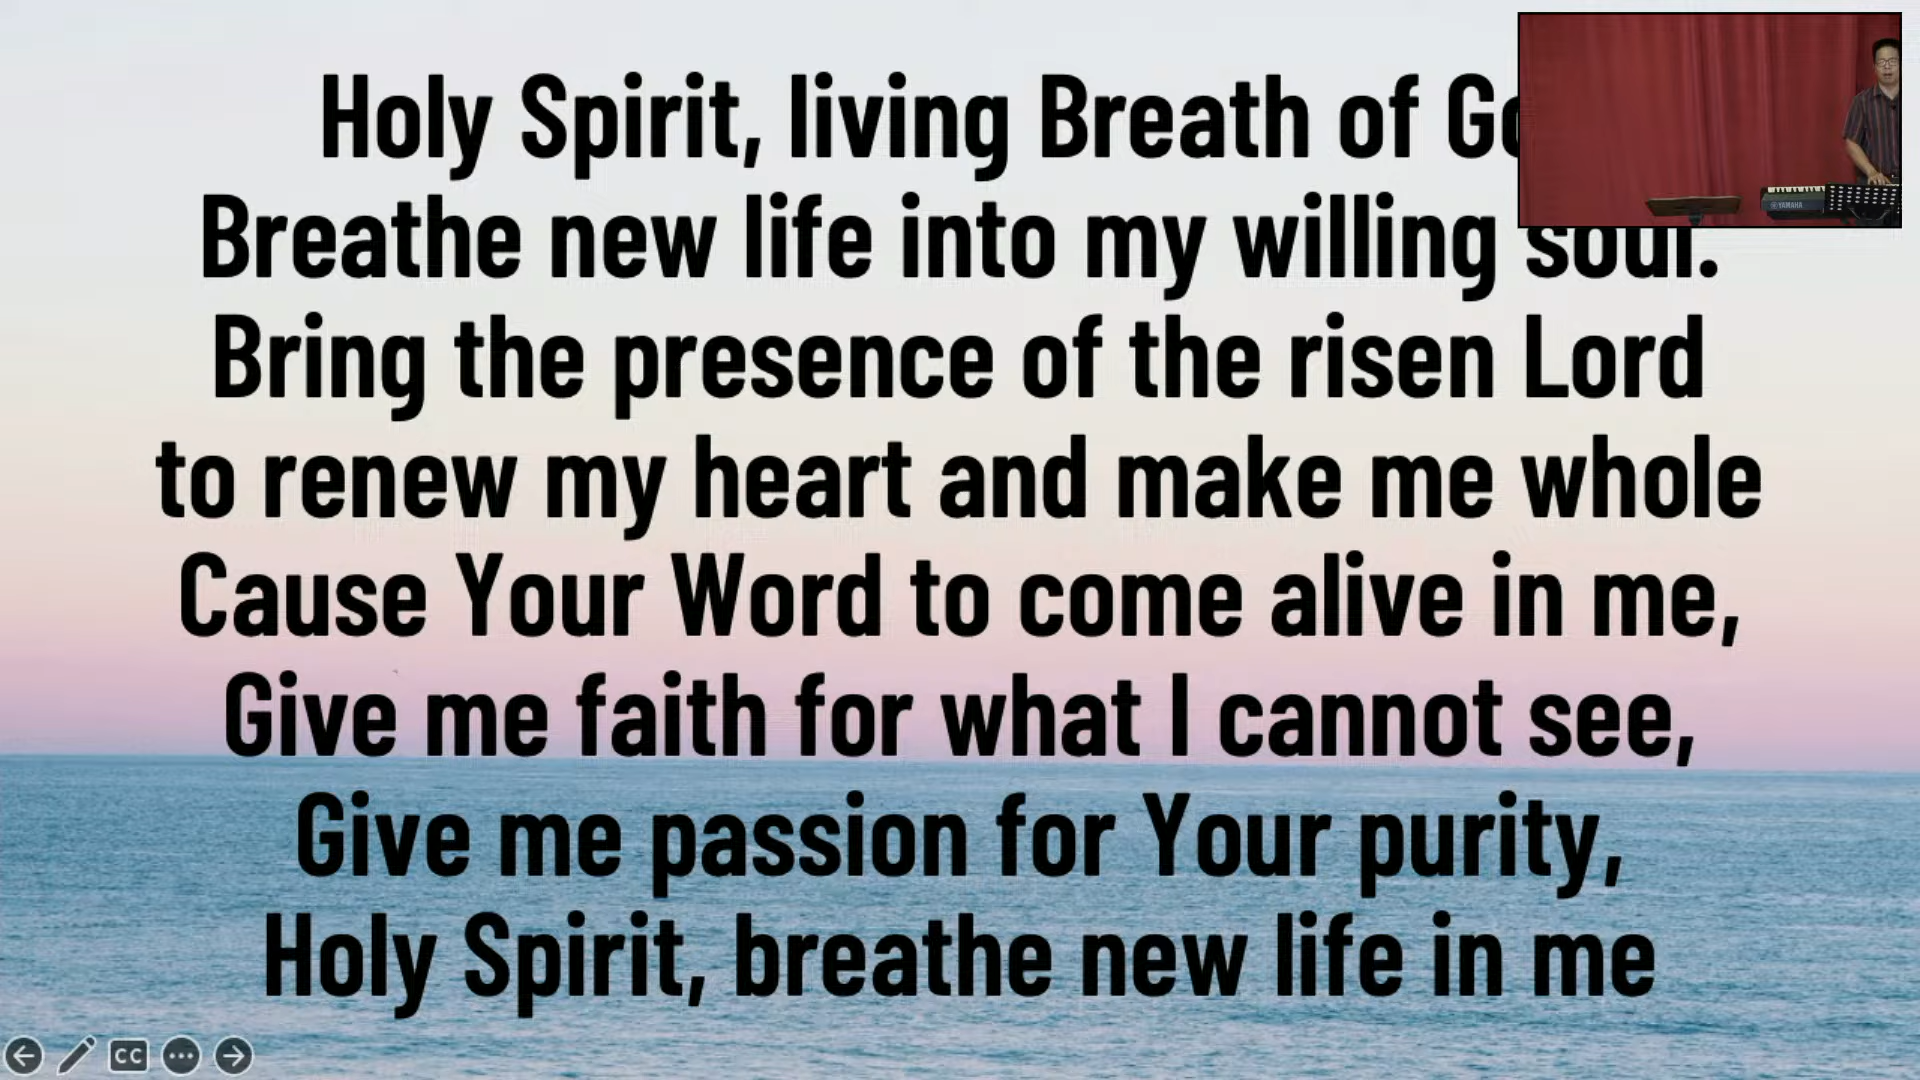 Holy Spirit, living Breath of
Breathe new life into my willing soul.
Bring the presence of the risen Lord
to renew my heart and make me whole
Cause Your Word to come alive in me,
Give me faith for what I cannot see,
Give me passion for Your purity,
Holy Spirit, breathe new life in me
YAMAHA
CC